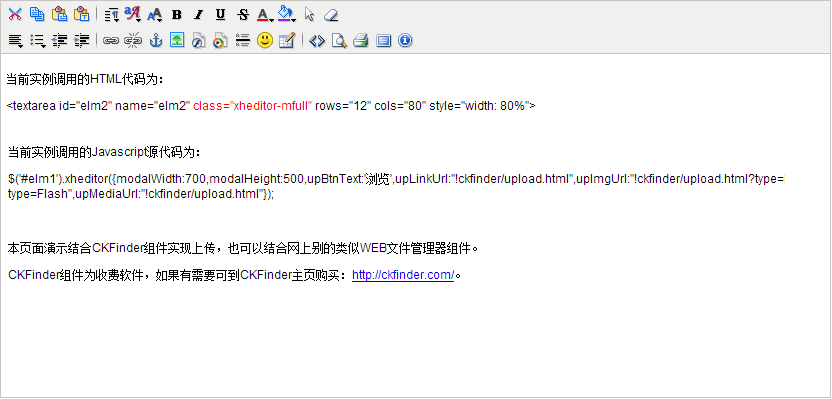 当前实例调用的HTML代码为：
<textarea id="elm2" name="elm2" class="xheditor-mfull" rows="12" cols="80" style="width: 80%">
当前实例调用的Javascript源代码为：
$('#elm1').xheditor({modalWidth:700,modalHeight:500,upBtnText:'浏览',upLinkUrl:"!ckfinder/upload.html",upImgUrl:"!ckfinder/upload.html?type=
type=Flash",upMediaUrl:"!ckfinder/upload.html"});
本页面演示结合CKFinder组件实现上传，也可以结合网上别的类似WEB文件管理器组件。
CKFinder组件为收费软件，如果有需要可到CKFinder主页购买：http://ckfinder.com/。